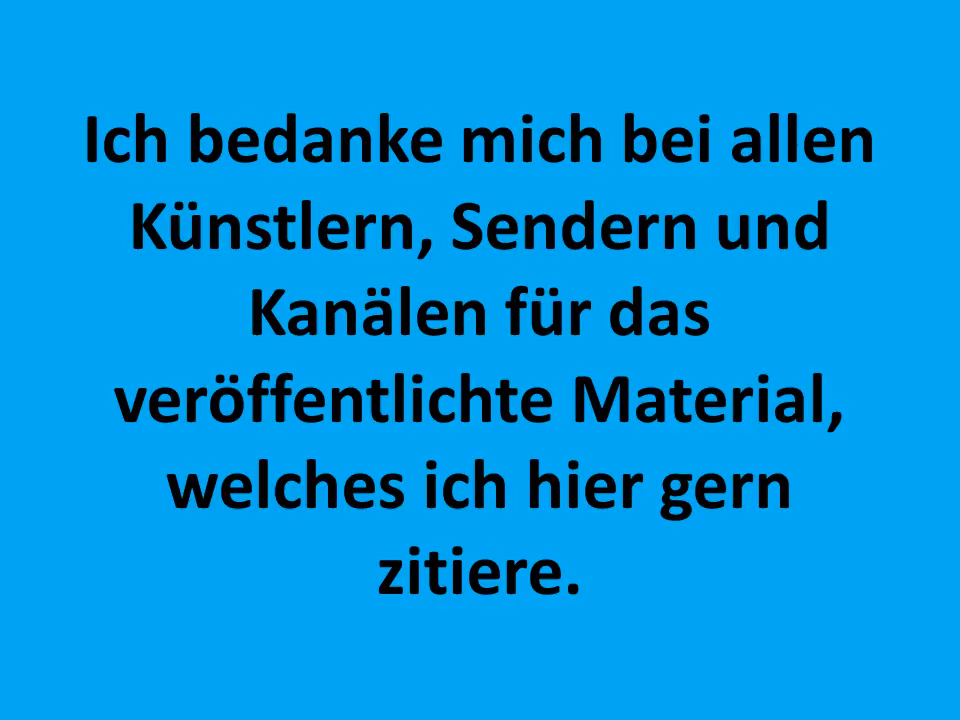 Ich bedanke mich bei allen
Künstlern, Sendern und
Kanälen für das
veröffentlichte Material,
welches ich hier gern
zitiere.